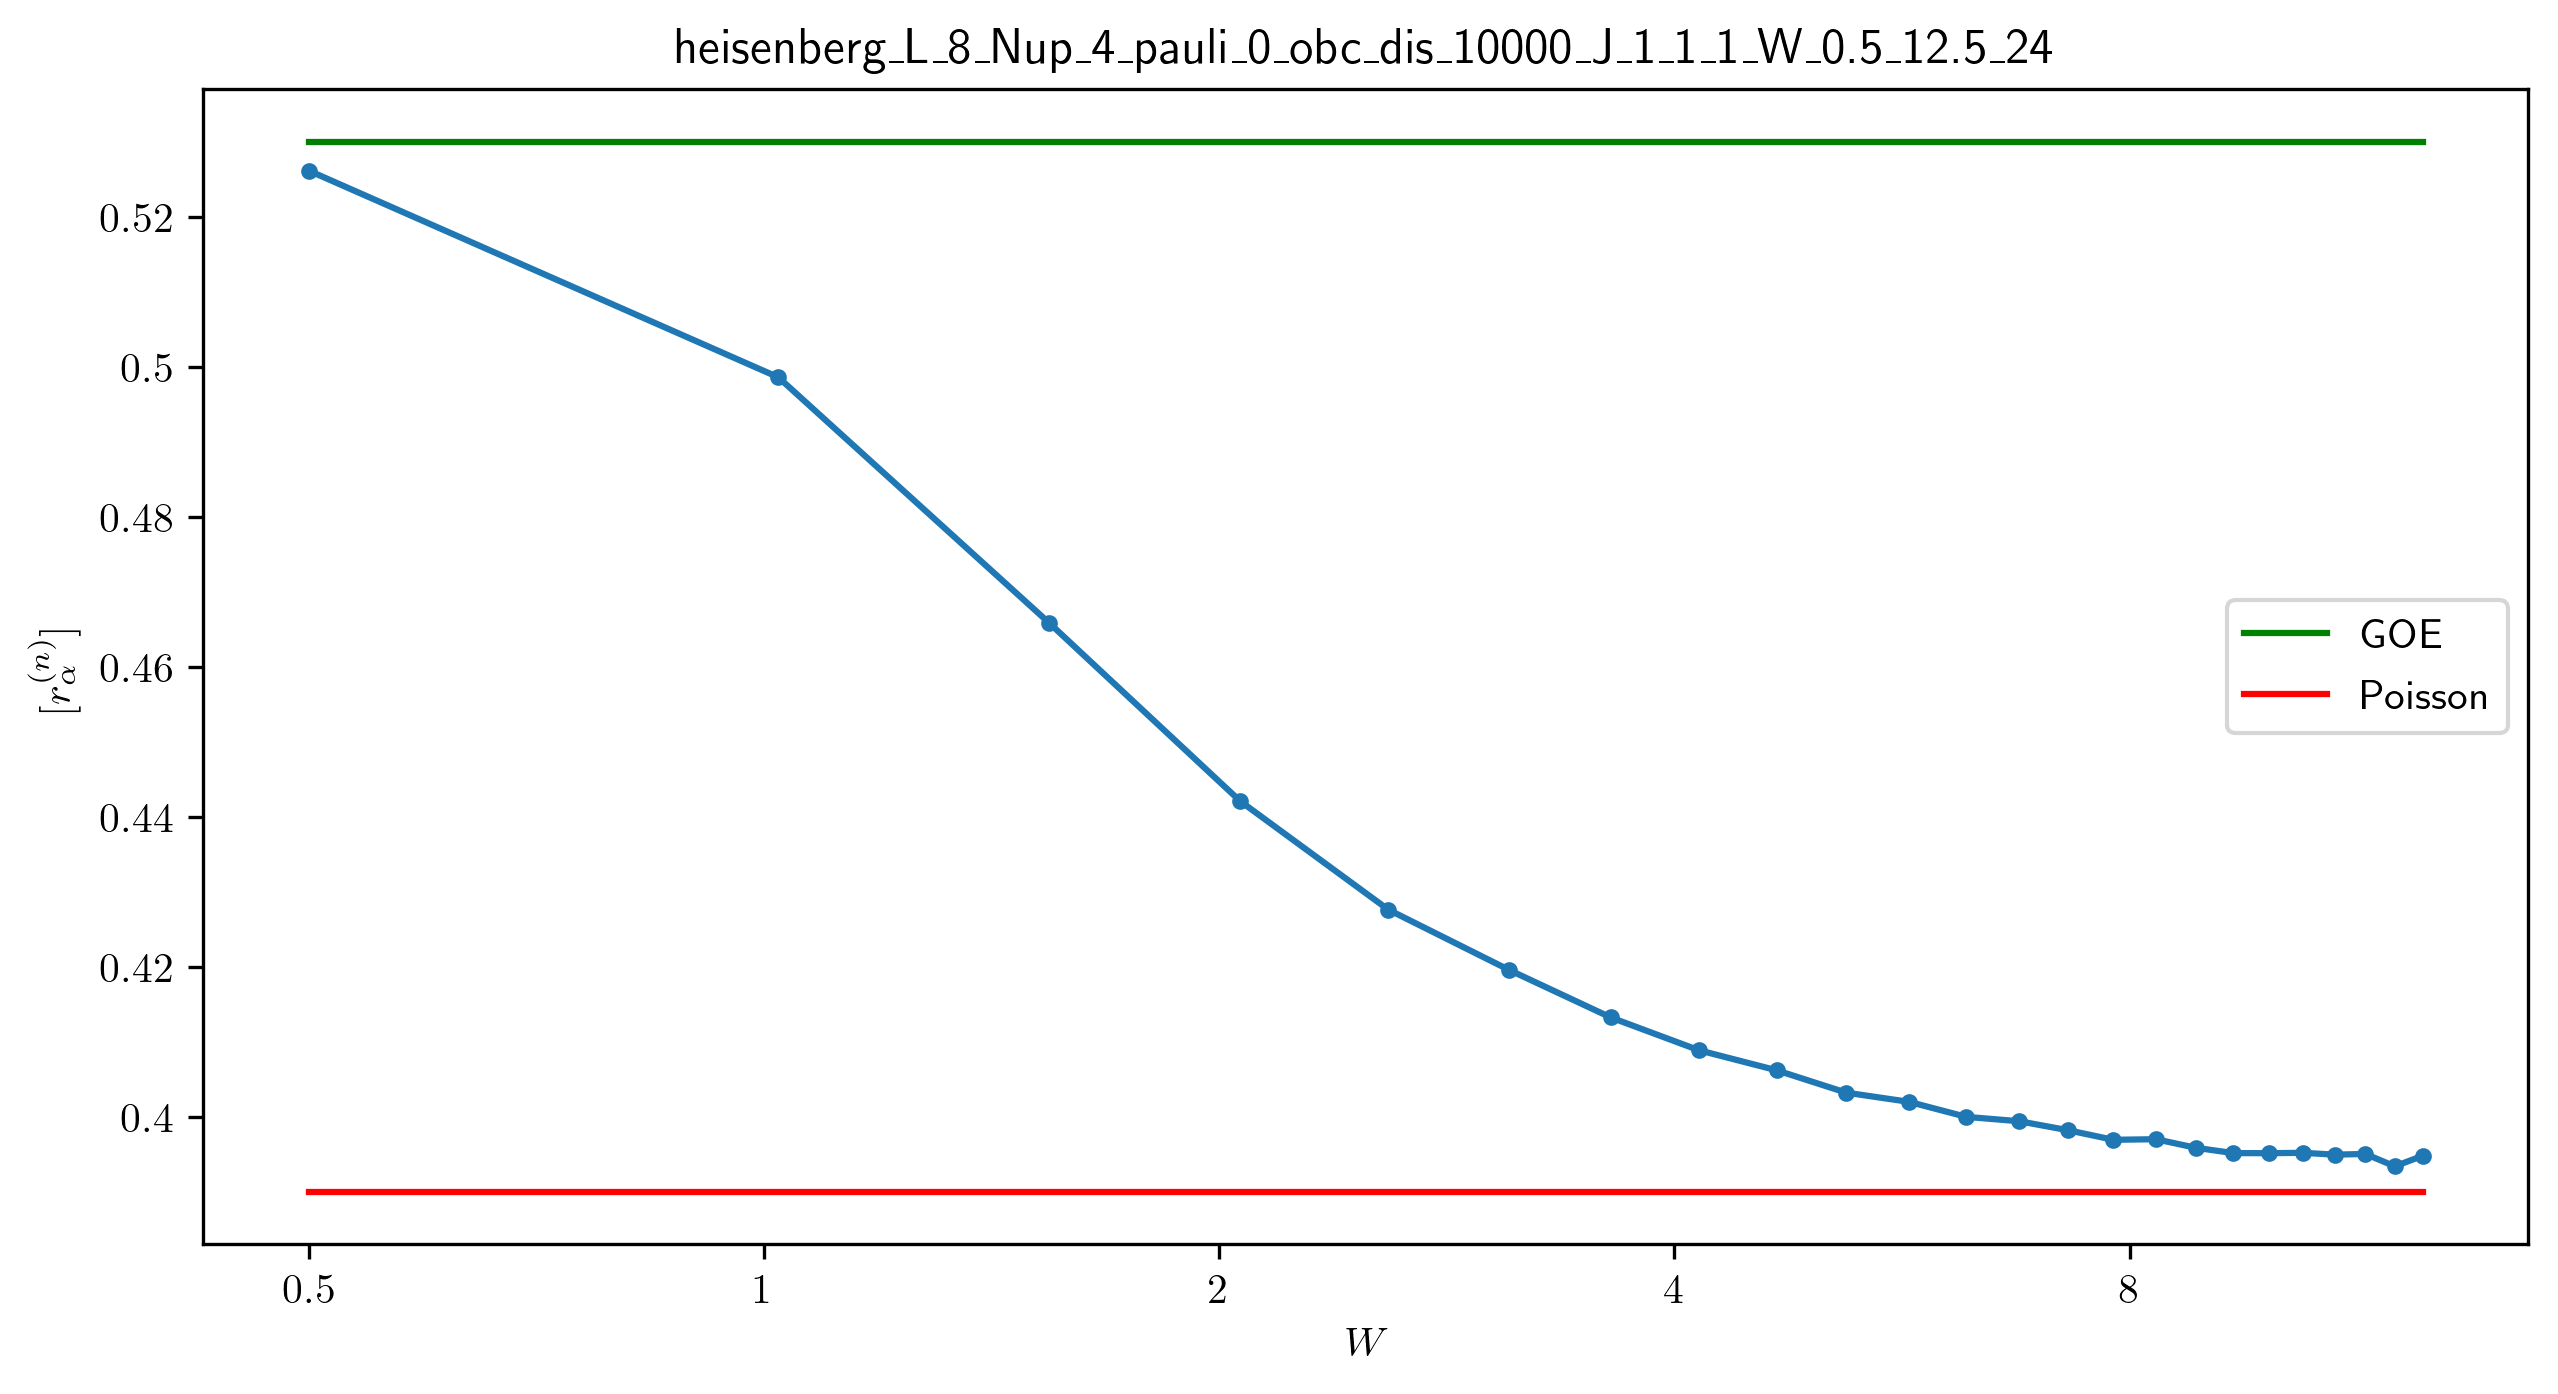 heisenberg_L_8_Nup_4_pauli_0_obc_dis_10000_J_1_1_1_W_0.5_12.5_24
0.52
0.5
0.48
0.46
0.44
0.42
0.4
[r_α^(n)]
GOE
Poisson
0.5 1 2 4 8
W